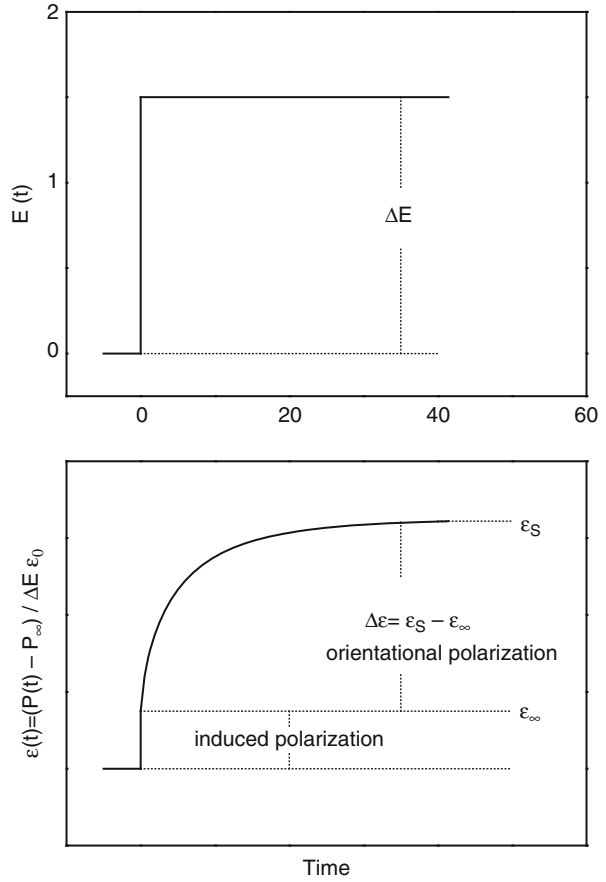 2
1
0
E (t)
ΔE
0 20 40 60
ε(t)=(P(t) – P∞) / ΔE ε0
εS
Δε= εS – ε∞
orientational polarization
ε∞
induced polarization
Time